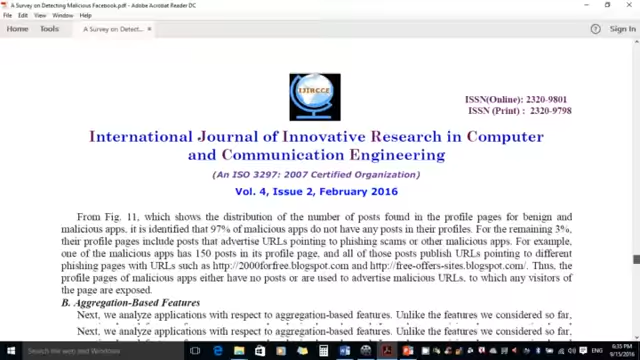 A Survey on Detecting Malicious Facebook.pdf - Adobe Acrobat Reader DC
File Edit View Window Help
Home Tools A Survey on Detecti... × Sign In
IJIRCCE
ISSN(Online): 2320-9801
ISSN (Print) : 2320-9798
International Journal of Innovative Research in Computer
and Communication Engineering
(An ISO 3297: 2007 Certified Organization)
Vol. 4, Issue 2, February 2016
From Fig. 11, which shows the distribution of the number of posts found in the profile pages for benign and
malicious apps, it is identified that 97% of malicious apps do not have any posts in their profiles. For the remaining 3%,
their profile pages include posts that advertise URLs pointing to phishing scams or other malicious apps. For example,
one of the malicious apps has 150 posts in its profile page, and all of those posts publish URLs pointing to different
phishing pages with URLs such as http://2000forfree.blogspot.com and http://free-offers-sites.blogspot.com/. Thus, the
profile pages of malicious apps either have no posts or are used to advertise malicious URLs, to which any visitors of
the page are exposed.
B. Aggregation-Based Features
Next, we analyze applications with respect to aggregation-based features. Unlike the features we considered so far,
Next, we analyze applications with respect to aggregation-based features. Unlike the features we considered so far,
Search the web and Windows
ENG
6:35 PM
9/15/2016